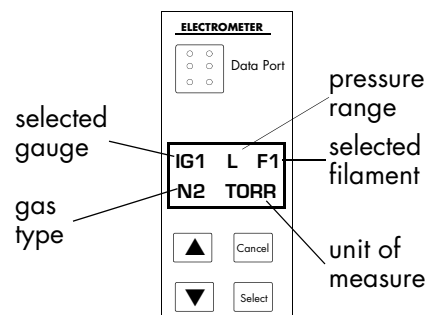 ELECTROMETER
Data Port
pressure
range
selected
gauge
selected
filament
IG1 L F1
N2 TORR
gas
type
Cancel
unit of
measure
Select